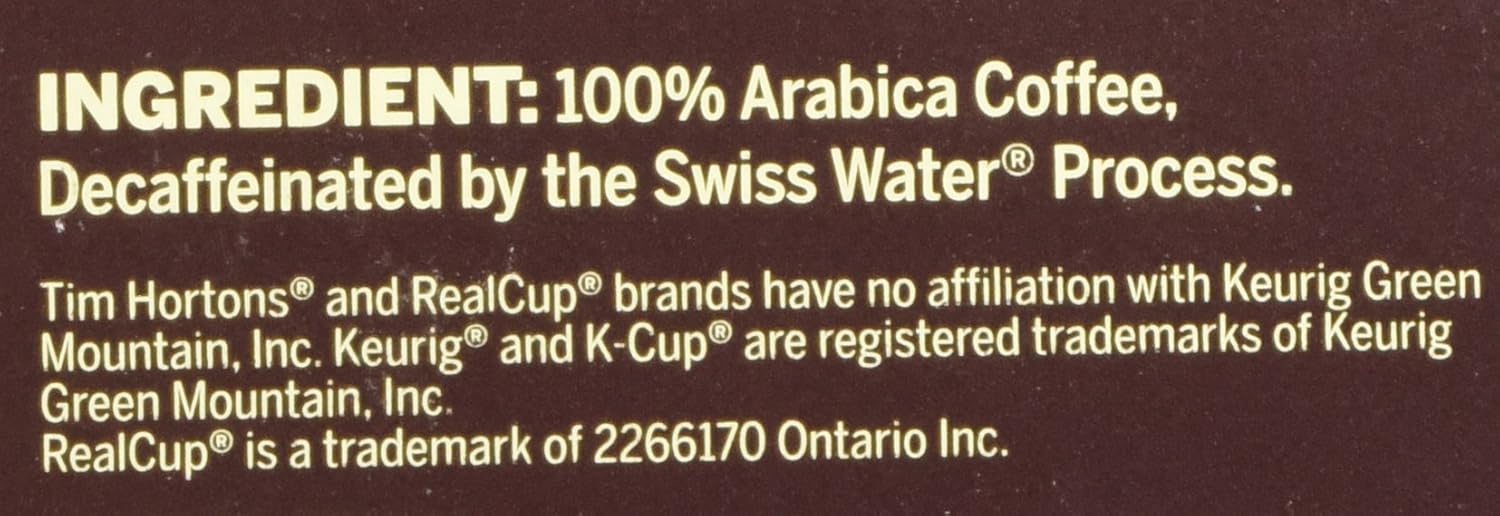 INGREDIENT: 100% Arabica Coffee,
Decaffeinated by the Swiss Water® Process.
Tim Hortons® and RealCup® brands have no affiliation with Keurig Green
Mountain, Inc. Keurig® and K-Cup® are registered trademarks of Keurig
Green Mountain, Inc.
RealCup® is a trademark of 2266170 Ontario Inc.